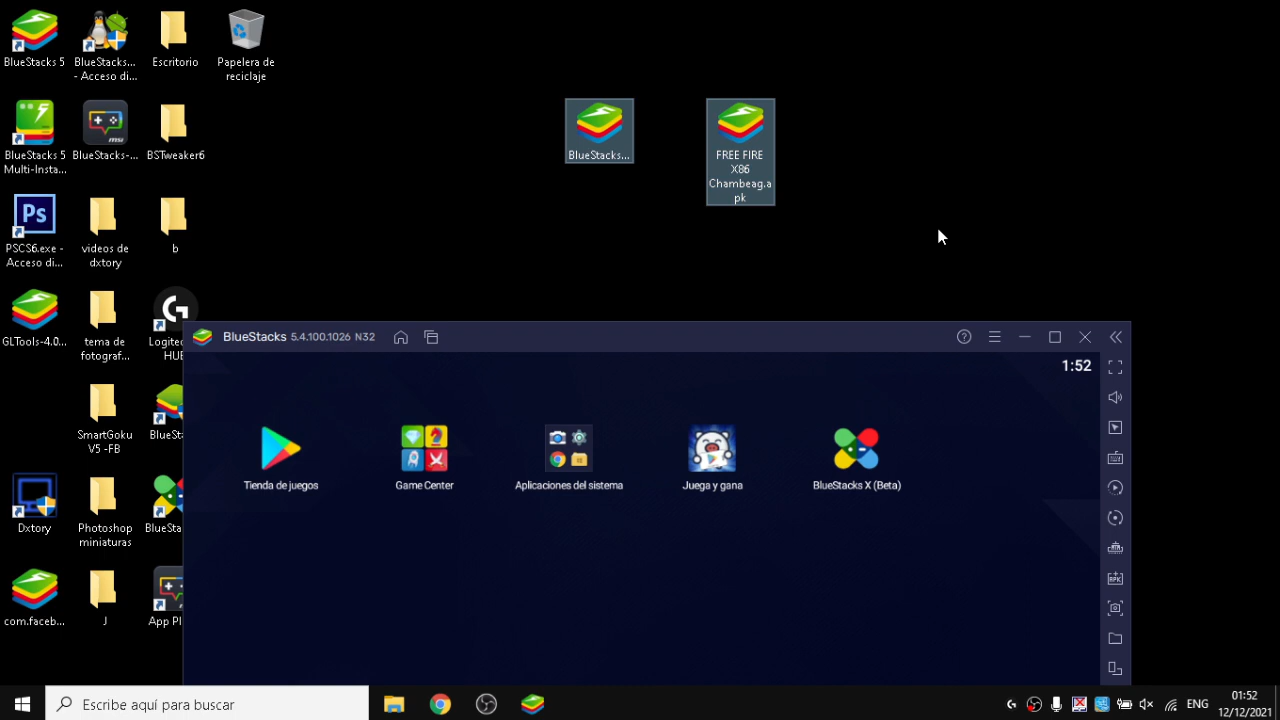 BlueStacks 5
BlueStacks...
- Acceso di...
Escritorio
Papelera de
reciclaje
BlueStacks 5
Multi-Insta...
BlueStacks-...
BSTweaker6
BlueStacks...
FREE FIRE
X86
Chambeag.a
pk
Ps
PSCS6.exe -
Acceso di...
videos de
dxtory
b
GLTools-4.0...
tema de
fotograf...
Logitec
HUB
SmartGoku
V5 -FB
BlueSta
Dxtory
Photoshop
miniaturas
BlueSta
com.faceb...
J
App Pl
BlueStacks 5.4.100.1026 N32
1:52
Tienda de juegos
Game Center
Aplicaciones del sistema
Juega y gana
BlueStacks X (Beta)
Escribe aquí para buscar
ENG
01:52
12/12/2021